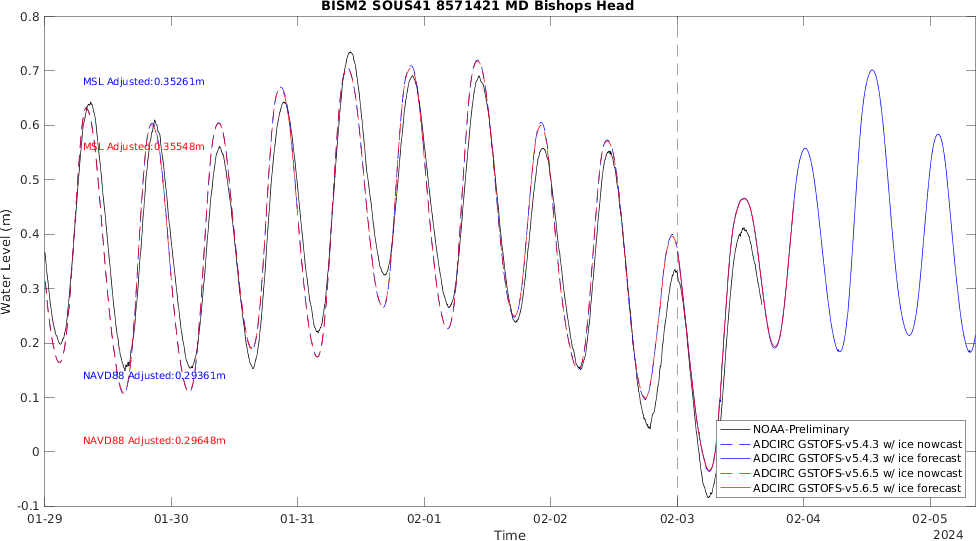 BISM2 SOUS41 8571421 MD Bishops Head
0.8
0.7
0.6
0.5
0.4
0.3
0.2
0.1
0
-0.1
Water Level (m)
MSL Adjusted:0.35261m
MSL Adjusted:0.35548m
NAVD88 Adjusted:0.29361m
NAVD88 Adjusted:0.29648m
NOAA-Preliminary
ADCIRC GSTOFS-v5.4.3 w/ ice nowcast
ADCIRC GSTOFS-v5.4.3 w/ ice forecast
ADCIRC GSTOFS-v5.6.5 w/ ice nowcast
ADCIRC GSTOFS-v5.6.5 w/ ice forecast
01-29 01-30 01-31 02-01 02-02 02-03 02-04 02-05
Time
2024